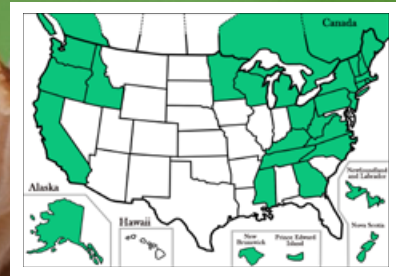 Canada
Alaska
Hawaii
New
Brunswick
Prince Edward
Island
Newfoundland
and Labrador
Nova Scotia